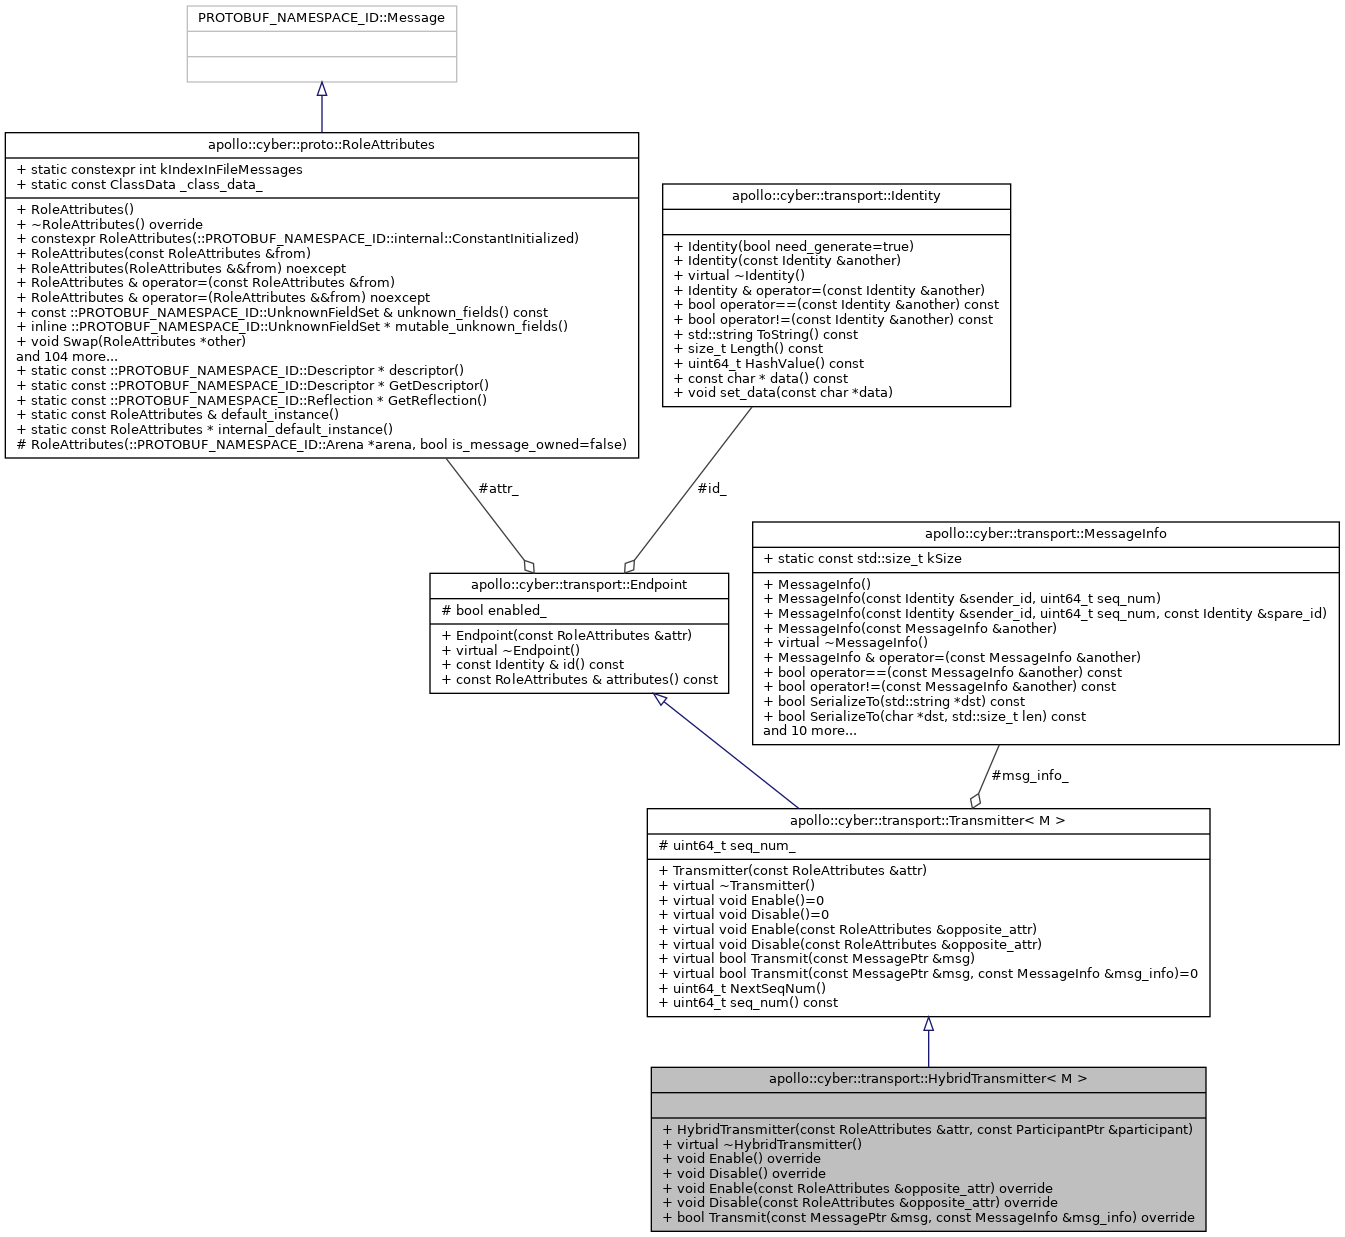 PROTOBUF_NAMESPACE_ID::Message
apollo::cyber::proto::RoleAttributes
+ static constexpr int kIndexInFileMessages
+ static const ClassData _class_data_
+ RoleAttributes()
+ ~RoleAttributes() override
+ constexpr RoleAttributes(::PROTOBUF_NAMESPACE_ID::internal::ConstantInitialized)
+ RoleAttributes(const RoleAttributes &from)
+ RoleAttributes(RoleAttributes &&from) noexcept
+ RoleAttributes & operator=(const RoleAttributes &from)
+ RoleAttributes & operator=(RoleAttributes &&from) noexcept
+ const ::PROTOBUF_NAMESPACE_ID::UnknownFieldSet & unknown_fields() const
+ inline ::PROTOBUF_NAMESPACE_ID::UnknownFieldSet * mutable_unknown_fields()
+ void Swap(RoleAttributes *other)
and 104 more...
+ static const ::PROTOBUF_NAMESPACE_ID::Descriptor * descriptor()
+ static const ::PROTOBUF_NAMESPACE_ID::Descriptor * GetDescriptor()
+ static const ::PROTOBUF_NAMESPACE_ID::Reflection * GetReflection()
+ static const RoleAttributes & default_instance()
+ static const RoleAttributes * internal_default_instance()
# RoleAttributes(::PROTOBUF_NAMESPACE_ID::Arena *arena, bool is_message_owned=false)
apollo::cyber::transport::Identity
+ Identity(bool need_generate=true)
+ Identity(const Identity &another)
+ virtual ~Identity()
+ Identity & operator=(const Identity &another)
+ bool operator==(const Identity &another) const
+ bool operator!=(const Identity &another) const
+ std::string ToString() const
+ size_t Length() const
+ uint64_t HashValue() const
+ const char * data() const
+ void set_data(const char *data)
#attr_
#id_
apollo::cyber::transport::Endpoint
# bool enabled_
+ Endpoint(const RoleAttributes &attr)
+ virtual ~Endpoint()
+ const Identity & id() const
+ const RoleAttributes & attributes() const
apollo::cyber::transport::MessageInfo
+ static const std::size_t kSize
+ MessageInfo()
+ MessageInfo(const Identity &sender_id, uint64_t seq_num)
+ MessageInfo(const Identity &sender_id, uint64_t seq_num, const Identity &spare_id)
+ MessageInfo(const MessageInfo &another)
+ virtual ~MessageInfo()
+ MessageInfo & operator=(const MessageInfo &another)
+ bool operator==(const MessageInfo &another) const
+ bool operator!=(const MessageInfo &another) const
+ bool SerializeTo(std::string *dst) const
+ bool SerializeTo(char *dst, std::size_t len) const
and 10 more...
#msg_info_
apollo::cyber::transport::Transmitter< M >
# uint64_t seq_num_
+ Transmitter(const RoleAttributes &attr)
+ virtual ~Transmitter()
+ virtual void Enable()=0
+ virtual void Disable()=0
+ virtual void Enable(const RoleAttributes &opposite_attr)
+ virtual void Disable(const RoleAttributes &opposite_attr)
+ virtual bool Transmit(const MessagePtr &msg)
+ virtual bool Transmit(const MessagePtr &msg, const MessageInfo &msg_info)=0
+ uint64_t NextSeqNum()
+ uint64_t seq_num() const
apollo::cyber::transport::HybridTransmitter< M >
+ HybridTransmitter(const RoleAttributes &attr, const ParticipantPtr &participant)
+ virtual ~HybridTransmitter()
+ void Enable() override
+ void Disable() override
+ void Enable(const RoleAttributes &opposite_attr) override
+ void Disable(const RoleAttributes &opposite_attr) override
+ bool Transmit(const MessagePtr &msg, const MessageInfo &msg_info) override